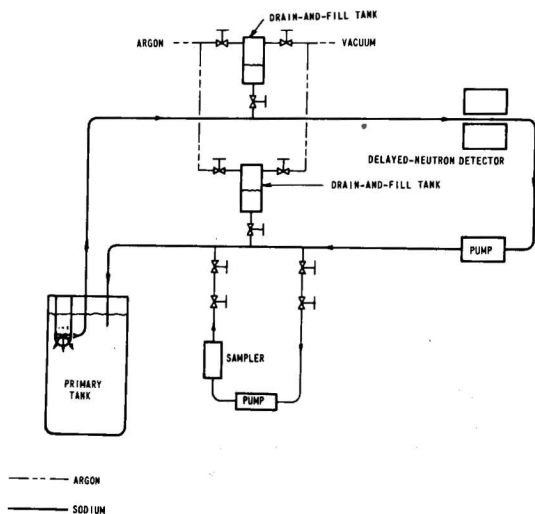 DRAIN-AND-FILL TANK
ARGON
VACUUM
DELAYED-NEUTRON DETECTOR
DRAIN-AND-FILL TANK
PUMP
SAMPLER
PUMP
PRIMARY
TANK
ARGON
SODIUM